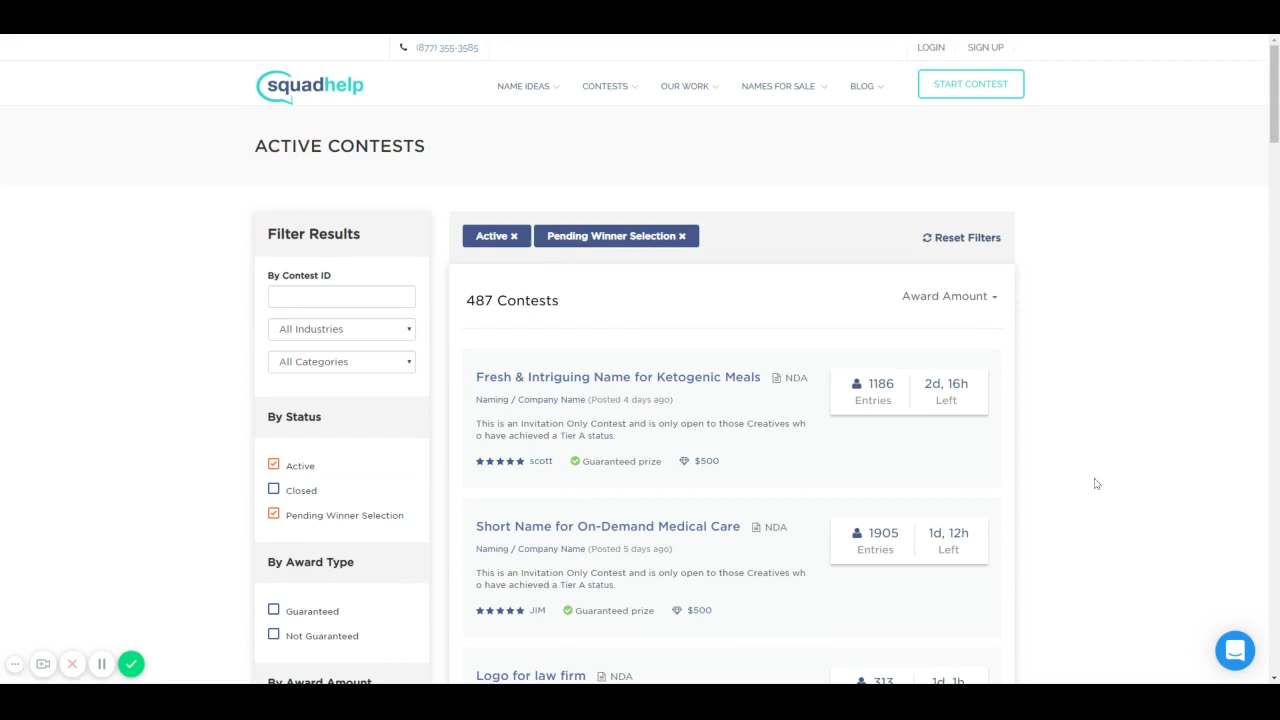 (877) 355-3585
LOGIN
SIGN UP
squadhelp
NAME IDEAS
CONTESTS
OUR WORK
NAMES FOR SALE
BLOG
START CONTEST
ACTIVE CONTESTS
Filter Results
By Contest ID
All Industries
All Categories
By Status
Active
Closed
Pending Winner Selection
By Award Type
Guaranteed
Not Guaranteed
By Award Amount
Active ×
Pending Winner Selection ×
Reset Filters
487 Contests
Award Amount
Fresh & Intriguing Name for Ketogenic Meals NDA
Naming / Company Name (Posted 4 days ago)
This is an Invitation Only Contest and is only open to those Creatives wh
o have achieved a Tier A status.
scott Guaranteed prize $500
1186 2d, 16h
Entries Left
Short Name for On-Demand Medical Care NDA
Naming / Company Name (Posted 5 days ago)
This is an Invitation Only Contest and is only open to those Creatives wh
o have achieved a Tier A status.
JIM Guaranteed prize $500
1905 1d, 12h
Entries Left
Logo for law firm NDA
313 1d, 1h